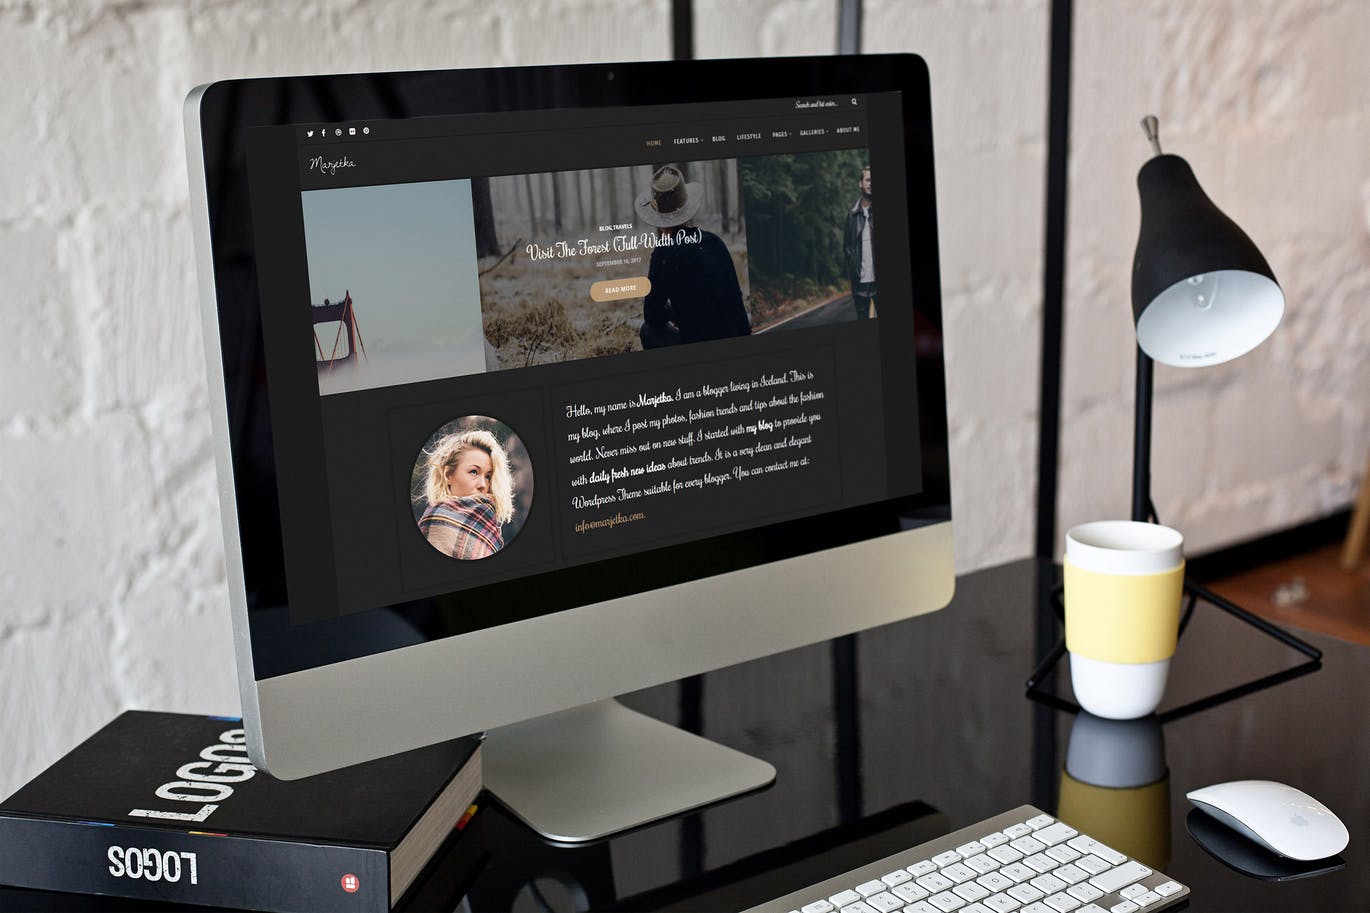 Search and hit enter...
Marjetka
HOME FEATURES BLOG LIFESTYLE PAGES GALLERIES ABOUT ME
BLOG, TRAVELS
Visit The Forest (Full-Width Post)
SEPTEMBER 16, 2017
READ MORE
Hello, my name is Marjetka. I am a blogger living in Iceland. This is
my blog, where I post my photos, fashion trends and tips about the fashion
world. Never miss out on new stuff. I started with my blog to provide you
with daily fresh new ideas about trends. It is a very clean and elegant
Wordpress Theme suitable for every blogger. You can contact me at:
info@marjetka.com.
LOGOS
LOGOS